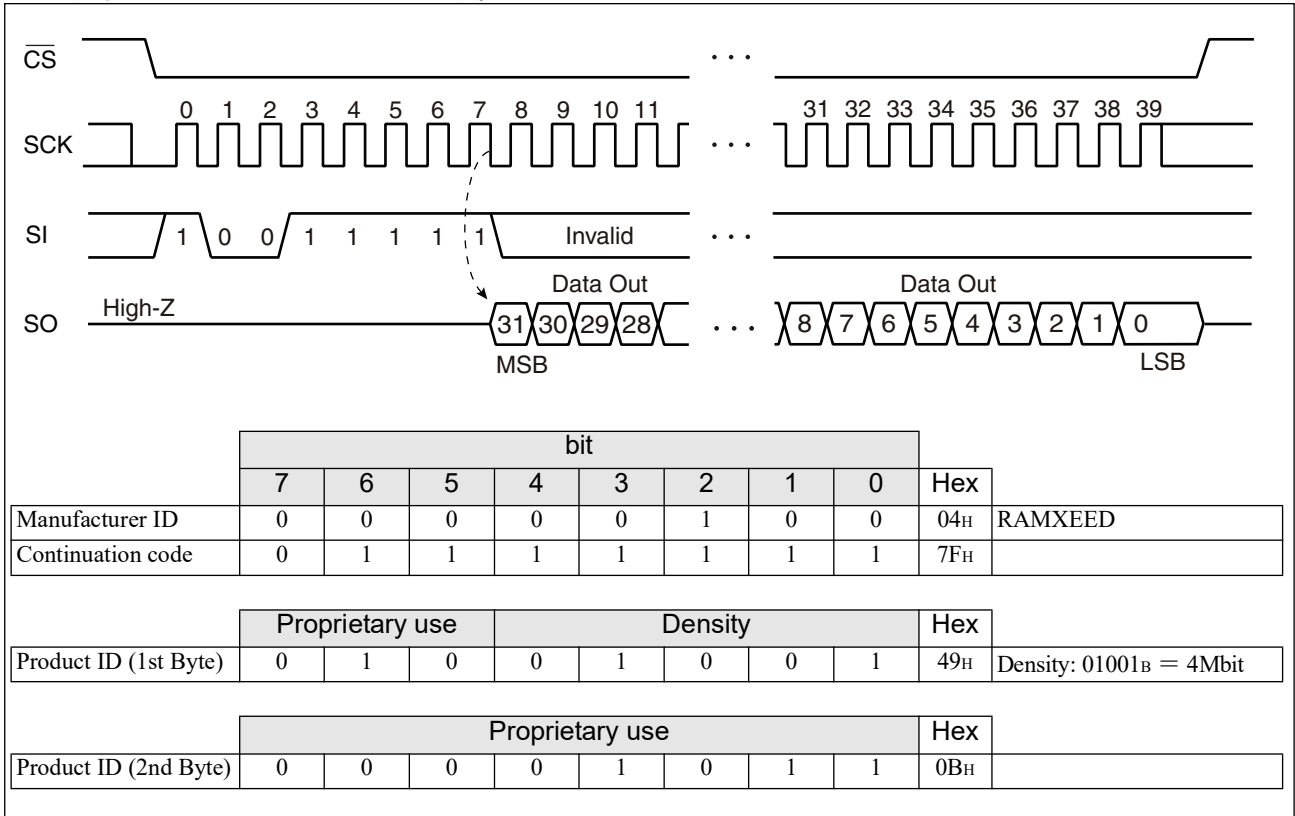 CS
0 1 2 3 4 5 6 7 8 9 10 11 31 32 33 34 35 36 37 38 39
SCK
SI 1 0 0 1 1 1 1 1 Invalid
Data Out Data Out
SO High-Z 31 30 29 28 8 7 6 5 4 3 2 1 0
MSB LSB
bit
7 6 5 4 3 2 1 0 Hex
Manufacturer ID 0 0 0 0 0 1 0 0 04H RAMXEED
Continuation code 0 1 1 1 1 1 1 1 7FH
Proprietary use Density Hex
Product ID (1st Byte) 0 1 0 0 1 0 0 1 49H Density: 01001B = 4Mbit
Proprietary use Hex
Product ID (2nd Byte) 0 0 0 0 1 0 1 1 0BH